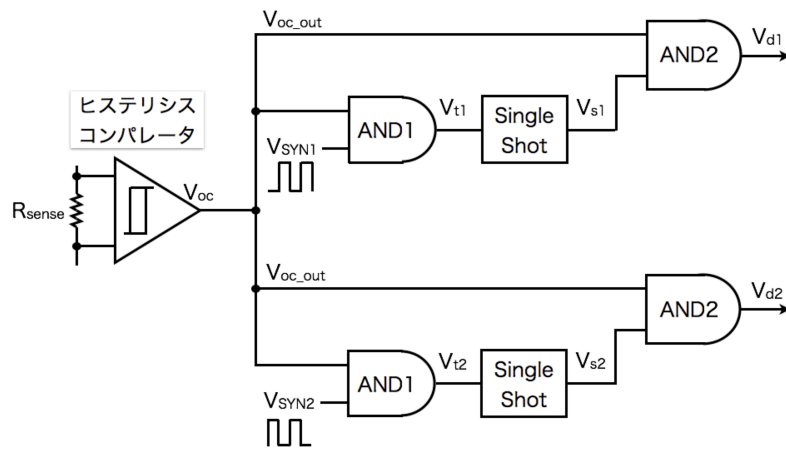 Voc_out
Vd1
AND2
ヒステリシス
コンパレータ
Vt1
Single
Shot
Vs1
AND1
VSYN1
Voc
Rsense
Voc_out
Vd2
AND2
Vt2
Single
Shot
Vs2
AND1
VSYN2